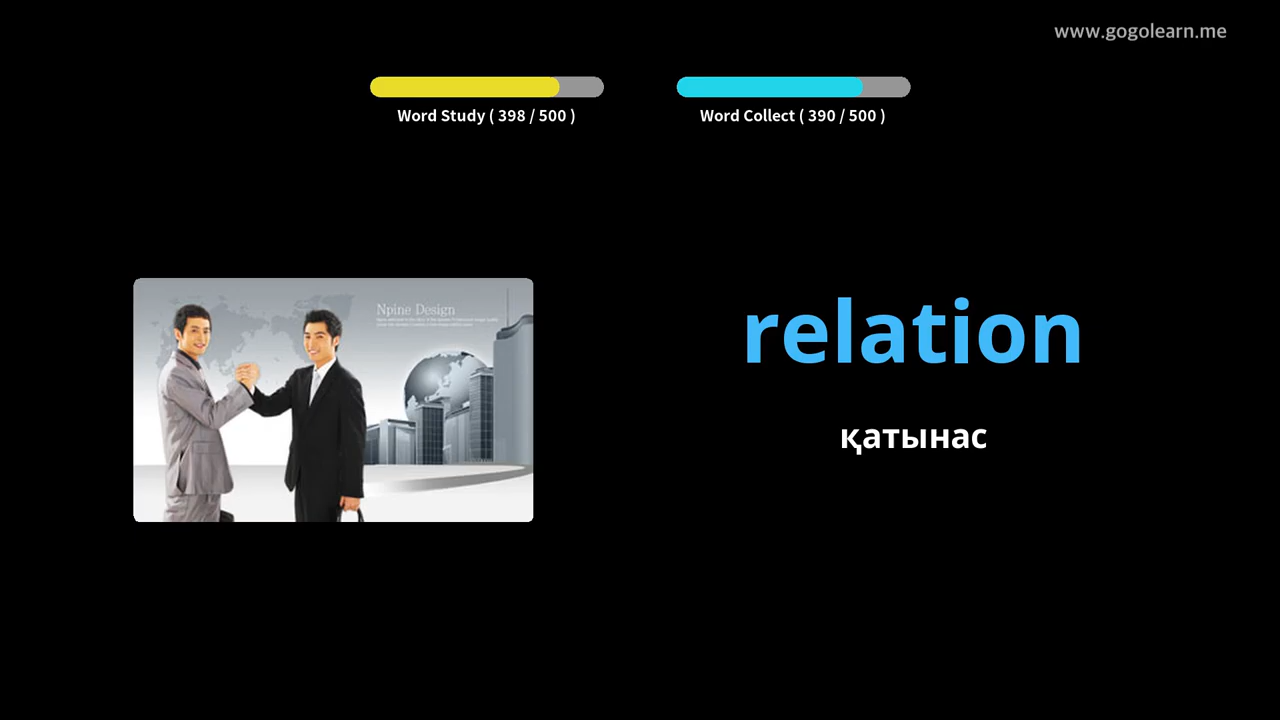 www.gogolearn.me
Word Study ( 398 / 500 )
Word Collect ( 390 / 500 )
Npine Design
relation
қатынас